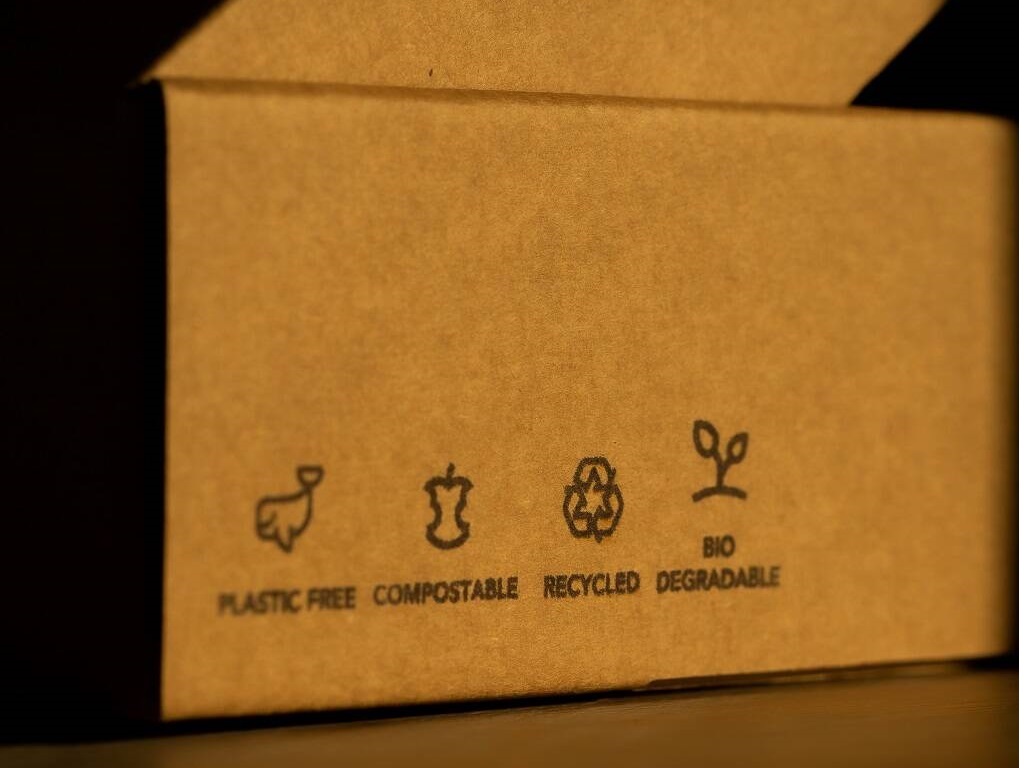 PLASTIC FREE
COMPOSTABLE
RECYCLED
BIO
DEGRADABLE